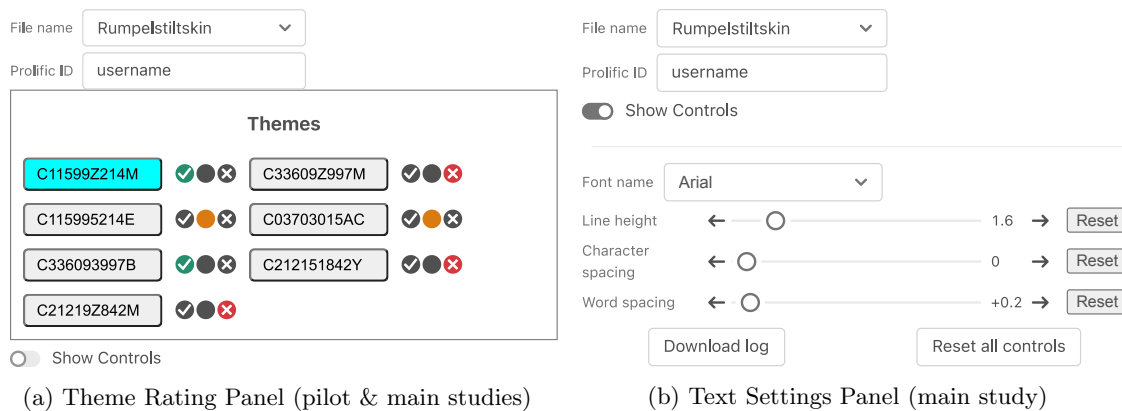 File name Rumpelstiltskin
Prolific ID username
Themes
C11599Z214M C33609Z997M
C115995214E C03703015AC
C336093997B C212151842Y
C21219Z842M
Show Controls
(a) Theme Rating Panel (pilot & main studies)
File name Rumpelstiltskin
Prolific ID username
Show Controls
Font name Arial
Line height 1.6 Reset
Character
spacing 0 Reset
Word spacing +0.2 Reset
Download log Reset all controls
(b) Text Settings Panel (main study)